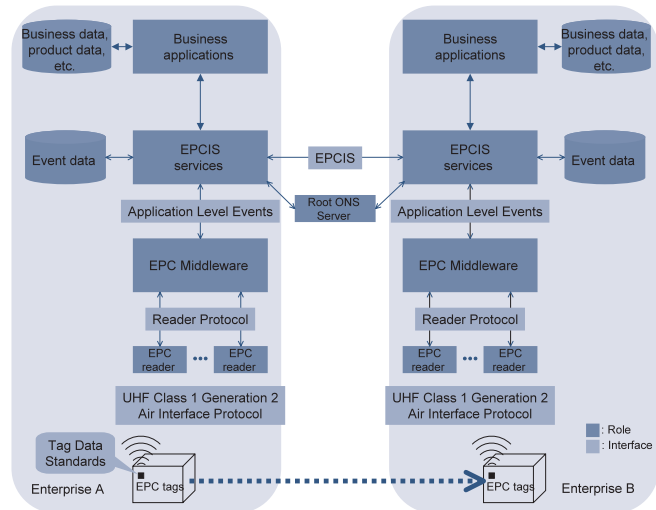 Business data,
product data,
etc.
Business
applications
Business
applications
Business data,
product data,
etc.
Event data
EPCIS
services
EPCIS
EPCIS
services
Event data
Root ONS
Server
Application Level Events
Application Level Events
EPC Middleware
EPC Middleware
Reader Protocol
Reader Protocol
EPC
reader
•••
EPC
reader
EPC
reader
•••
EPC
reader
UHF Class 1 Generation 2
Air Interface Protocol
UHF Class 1 Generation 2
Air Interface Protocol
: Role
: Interface
Tag Data
Standards
Enterprise A
EPC tags
EPC tags
Enterprise B